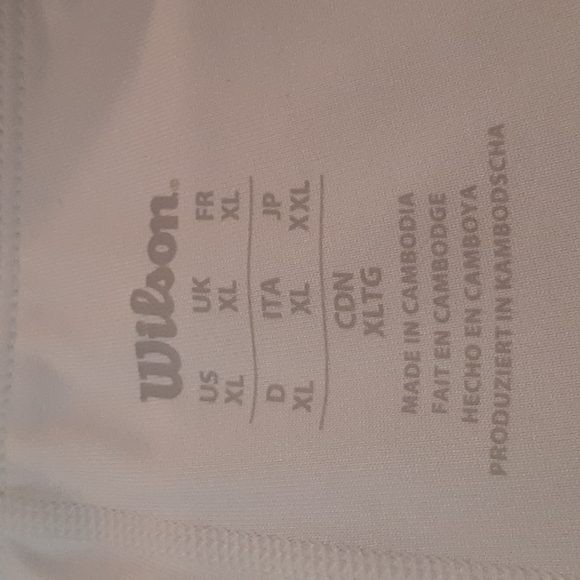 Wilson®
US UK FR
XL XL XL
D ITA JP
XL XL XXL
CDN
XLTG
MADE IN CAMBODIA
FAIT EN CAMBODGE
HECHO EN CAMBOYA
PRODUZIERT IN KAMBODSCHA